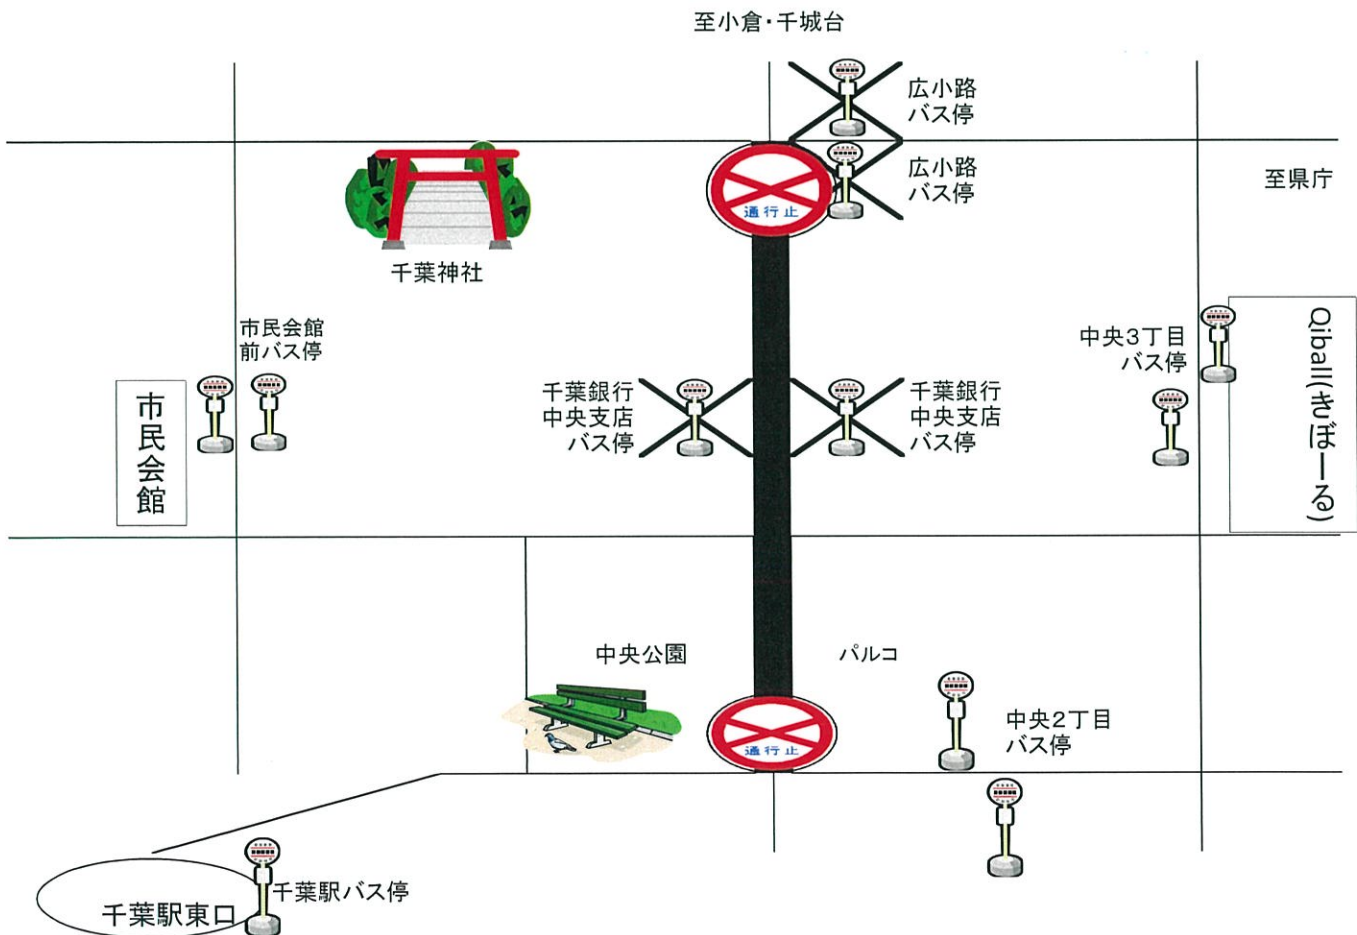 至小倉・千城台
広小路
バス停
通行止
広小路
バス停
至県庁
千葉神社
市民会館
前バス停
中央3丁目
バス停
Qiball(きぼーる)
市民会館
千葉銀行
中央支店
バス停
千葉銀行
中央支店
バス停
中央公園
パルコ
通行止
中央2丁目
バス停
千葉駅バス停
千葉駅東口